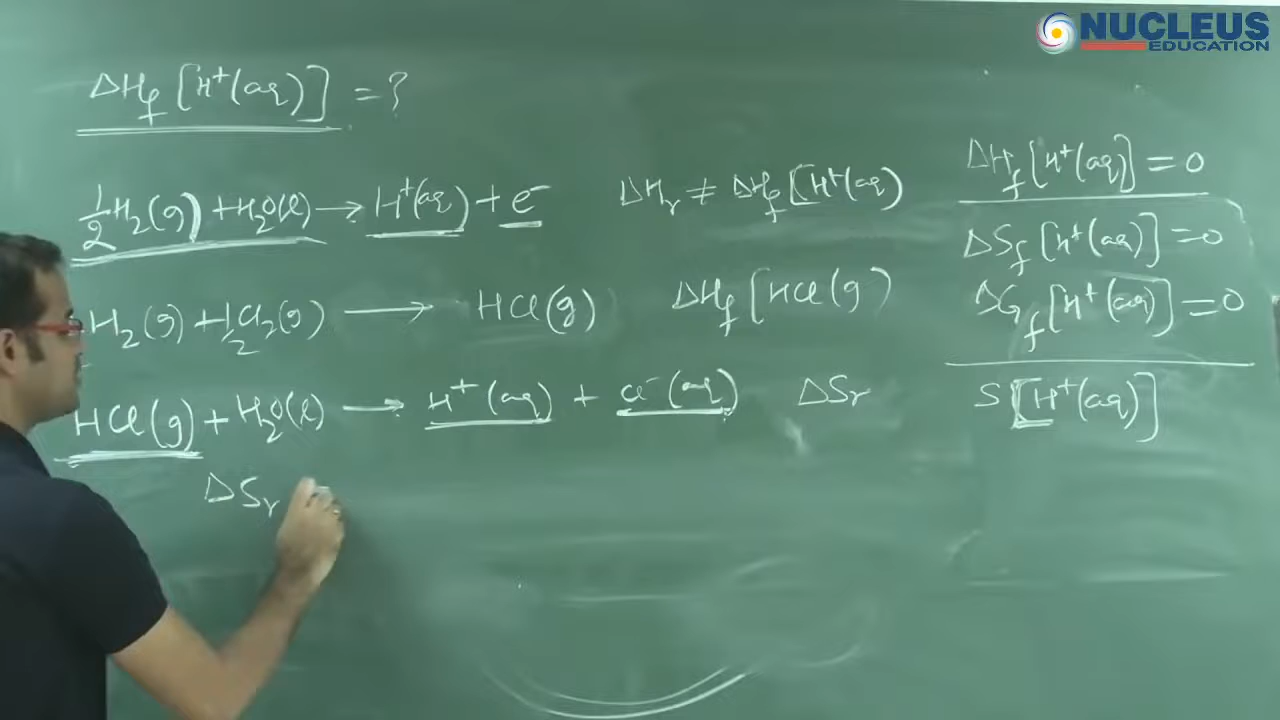 NUCLEUS
EDUCATION
ΔHf [H⁺(aq)] = ?
½H₂(g) + H₂O(l) → H⁺(aq) + e⁻
ΔHr ≠ ΔHf [H⁺(aq)
H₂(g) + ½Cl₂(g) → HCl(g)
ΔHf [HCl(g)
HCl(g) + H₂O(l) → H⁺(aq) + Cl⁻(aq)
ΔSr
ΔSr
ΔHf [H⁺(aq)] = 0
ΔSf [H⁺(aq)] = 0
ΔGf [H⁺(aq)] = 0
S [H⁺(aq)]